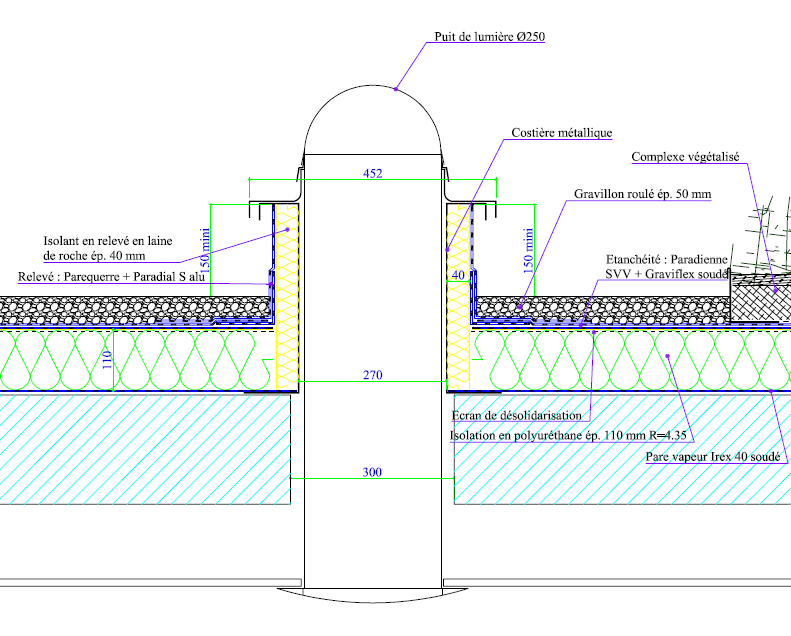 Puit de lumière Ø250
Costière métallique
Complexe végétalisé
452
Gravillon roulé ép. 50 mm
Isolant en relevé en laine
de roche ép. 40 mm
150 mini
150 mini
Etanchéité : Paradienne
SVV + Graviflex soudé
Relevé : Parequerre + Paradial S alu
40
110
270
Ecran de désolidarisation
Isolation en polyuréthane ép. 110 mm R=4.35
Pare vapeur Irex 40 soudé
300